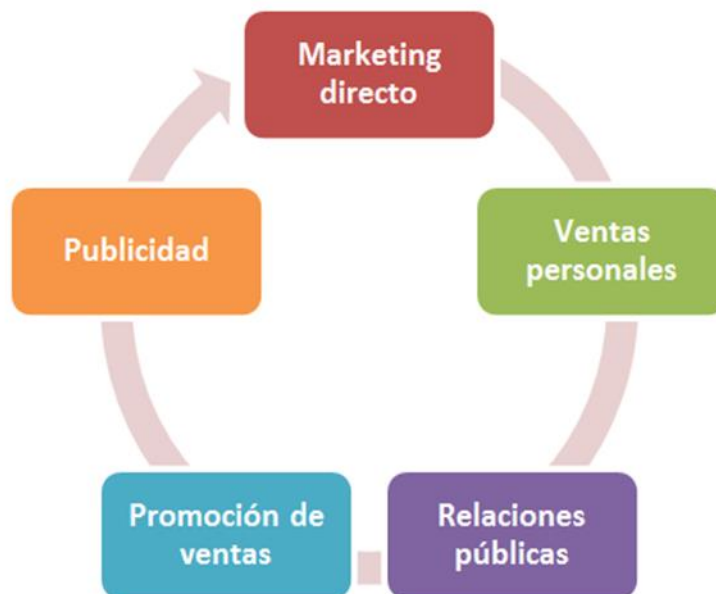 Marketing
directo
Ventas
personales
Relaciones
públicas
Promoción de
ventas
Publicidad